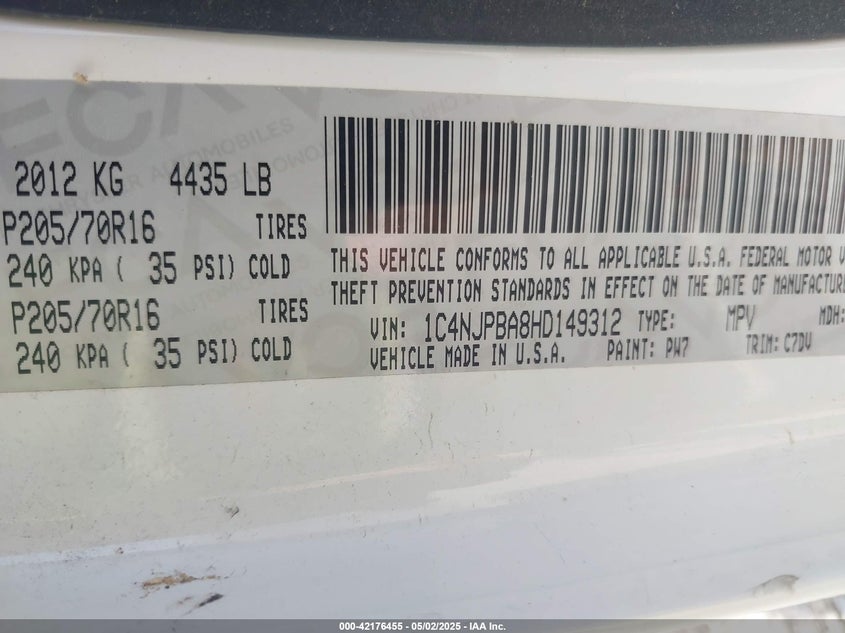 2012 KG 4435 LB
P205/70R16 TIRES
240 KPA ( 35 PSI) COLD
P205/70R16 TIRES
240 KPA ( 35 PSI) COLD
THIS VEHICLE CONFORMS TO ALL APPLICABLE U.S.A. FEDERAL MOTOR V
THEFT PREVENTION STANDARDS IN EFFECT ON THE DATE OF MANUFACTURE
VIN: 1C4NJPBA8HD149312 TYPE: MPV MDH:
VEHICLE MADE IN U.S.A. PAINT: PW7 TRIM: C7DV
000-42176455 - 05/02/2025 - IAA Inc.